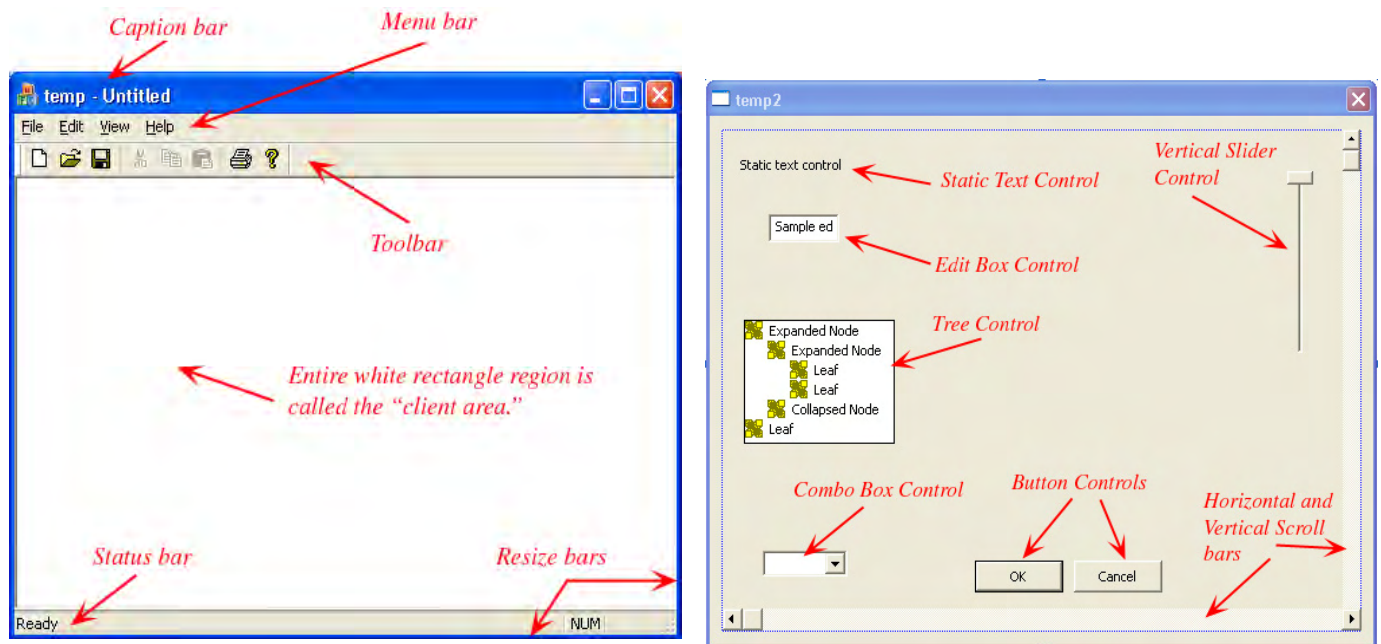 Caption bar
Menu bar
temp - Untitled
File Edit View Help
Toolbar
Entire white rectangle region is
called the “client area.”
Status bar
Resize bars
Ready
NUM
temp2
Static text control
Static Text Control
Vertical Slider
Control
Sample ed
Edit Box Control
Tree Control
Expanded Node
Expanded Node
Leaf
Leaf
Collapsed Node
Leaf
Combo Box Control
Button Controls
Horizontal and
Vertical Scroll
bars
OK
Cancel